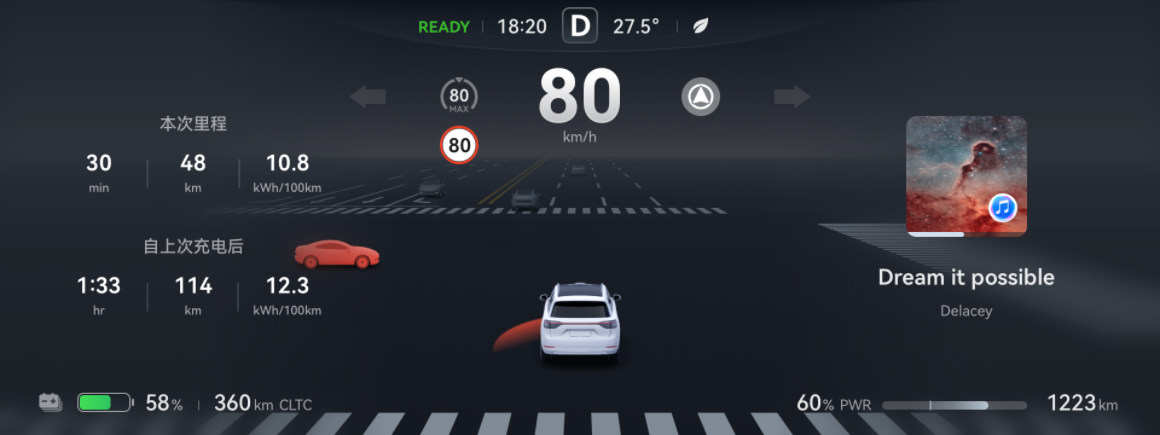 READY 18:20 D 27.5°
80 MAX
80
km/h
80
本次里程
30 48 10.8
min km kWh/100km
自上次充电后
1:33 114 12.3
hr km kWh/100km
Dream it possible
Delacey
58% 360 km CLTC
60% PWR 1223 km